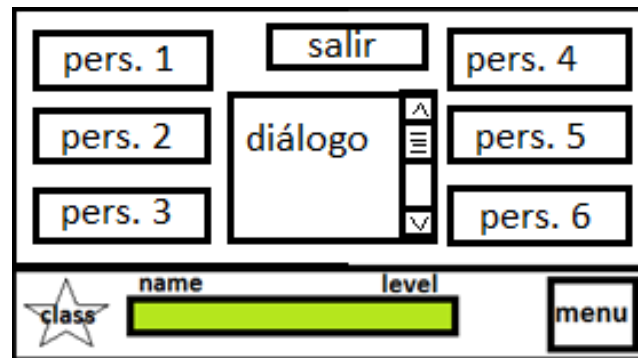 pers. 1
salir
pers. 4
pers. 2
diálogo
pers. 5
pers. 3
pers. 6
name
level
class
menu